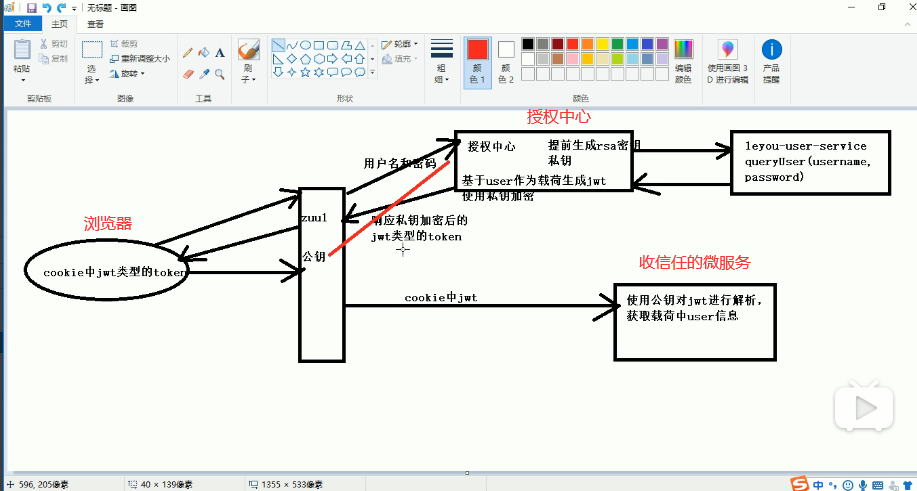 无标题 - 画图
文件
主页
查看
粘贴
剪切
复制
剪贴板
选择
裁剪
重新调整大小
旋转
图像
A
工具
刷子
形状
轮廓
填充
粗细
颜色 1
颜色 2
编辑颜色
颜色
使用画图 3D 进行编辑
产品提醒
授权中心
授权中心
提前生成rsa密钥
私钥
基于user作为载荷生成jwt
使用私钥加密
leyou-user-service
queryUser(username,
password)
用户名和密码
zuul
响应私钥加密后的
jwt类型的token
浏览器
公钥
cookie中jwt类型的token
收信任的微服务
cookie中jwt
使用公钥对jwt进行解析，
获取载荷中user信息
596, 205像素
40 × 139像素
1355 × 533像素
S
中